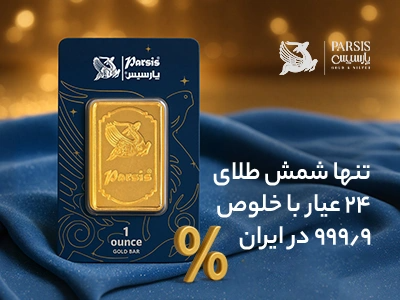 PARSIS
پارسیس
GOLD & SILVER
Parsis
پارسیس
Parsis
1
ounce
GOLD BAR
تنها شمش طلای
۲۴ عیار با خلوص
۹۹۹٫۹ در ایران
%